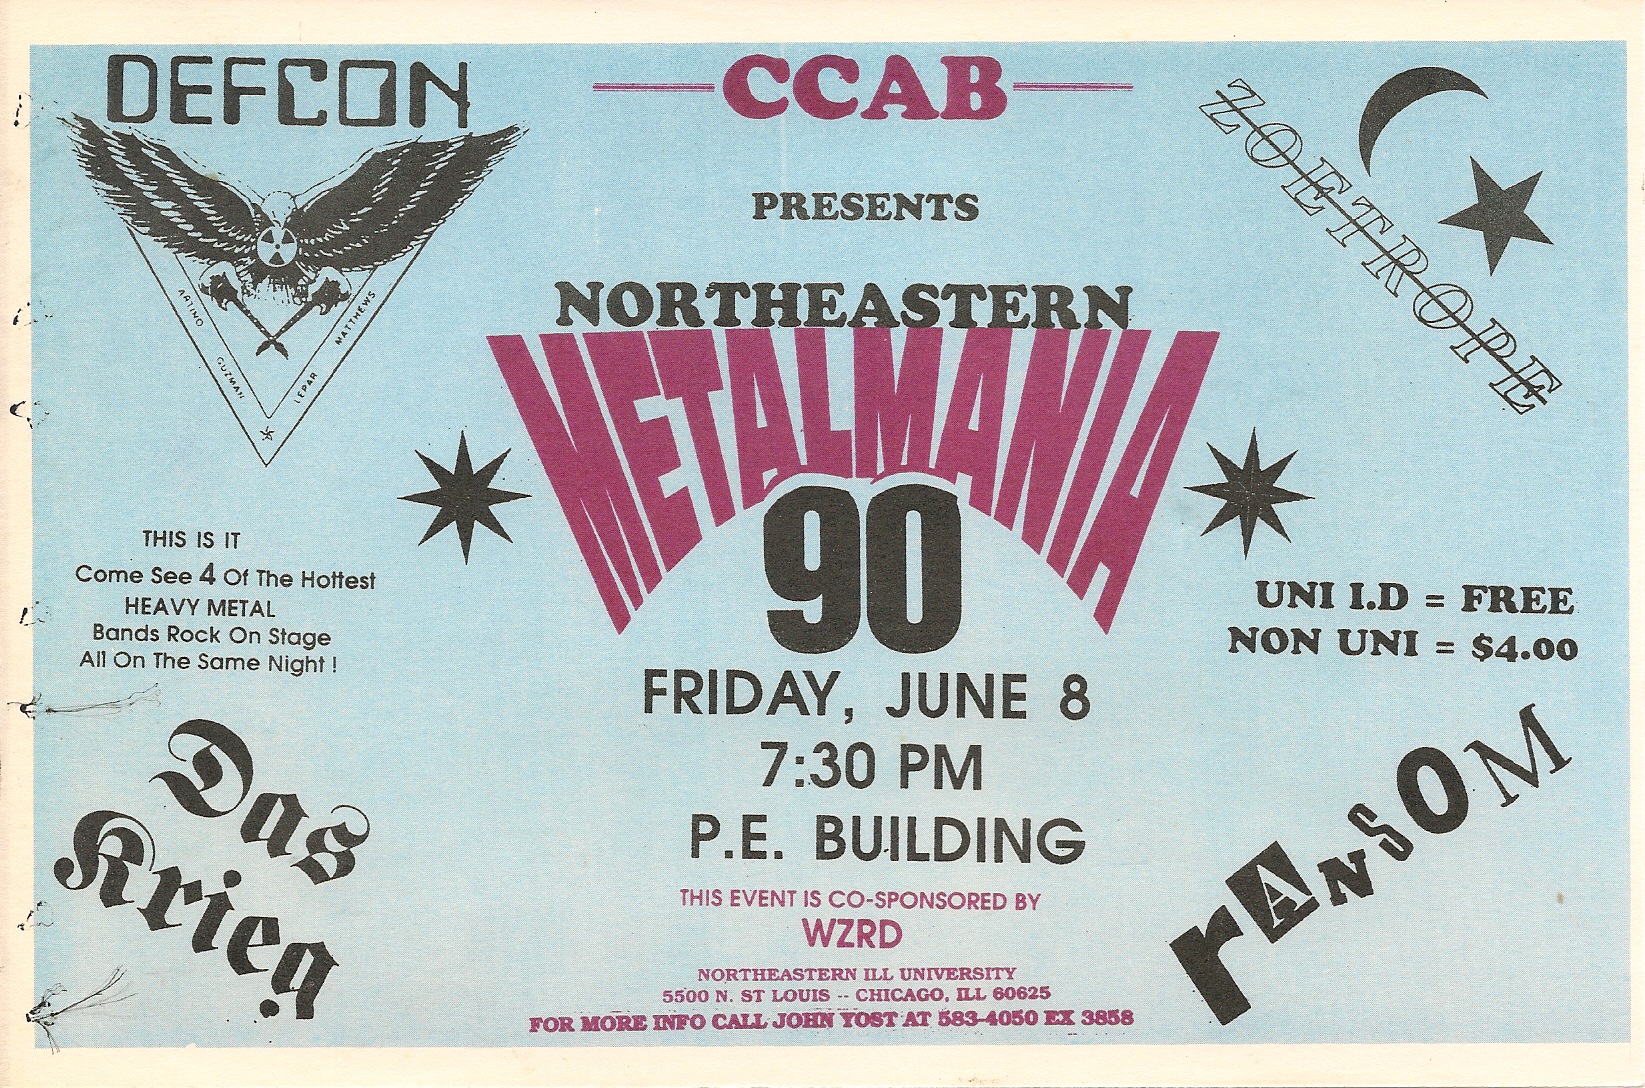 DEFCON
ARTINO
GUZMAN
LEPAR
MATTHEWS
CCAB
PRESENTS
NORTHEASTERN
METALMANIA
90
ZOETROPE
THIS IS IT
Come See 4 Of The Hottest
HEAVY METAL
Bands Rock On Stage
All On The Same Night !
UNI I.D = FREE
NON UNI = $4.00
FRIDAY, JUNE 8
7:30 PM
P.E. BUILDING
Das
Krieg
rANSOM
THIS EVENT IS CO-SPONSORED BY
WZRD
NORTHEASTERN ILL UNIVERSITY
5500 N. ST LOUIS -- CHICAGO, ILL 60625
FOR MORE INFO CALL JOHN YOST AT 583-4050 EX 3858